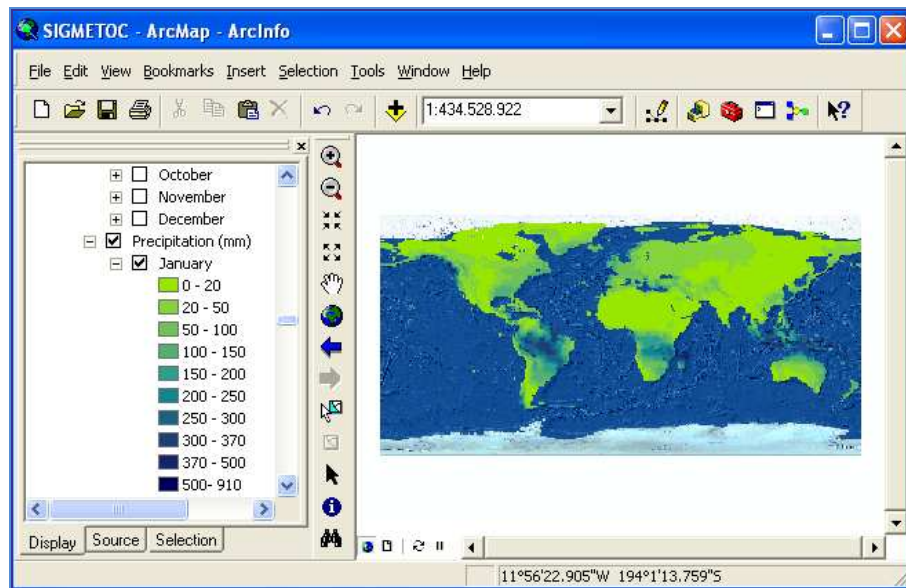 SIGMETOC - ArcMap - ArcInfo
File Edit View Bookmarks Insert Selection Tools Window Help
1:434.528.922
October
November
December
Precipitation (mm)
January
0 - 20
20 - 50
50 - 100
100 - 150
150 - 200
200 - 250
250 - 300
300 - 370
370 - 500
500- 910
Display Source Selection
11°56'22.905"W 194°1'13.759"S